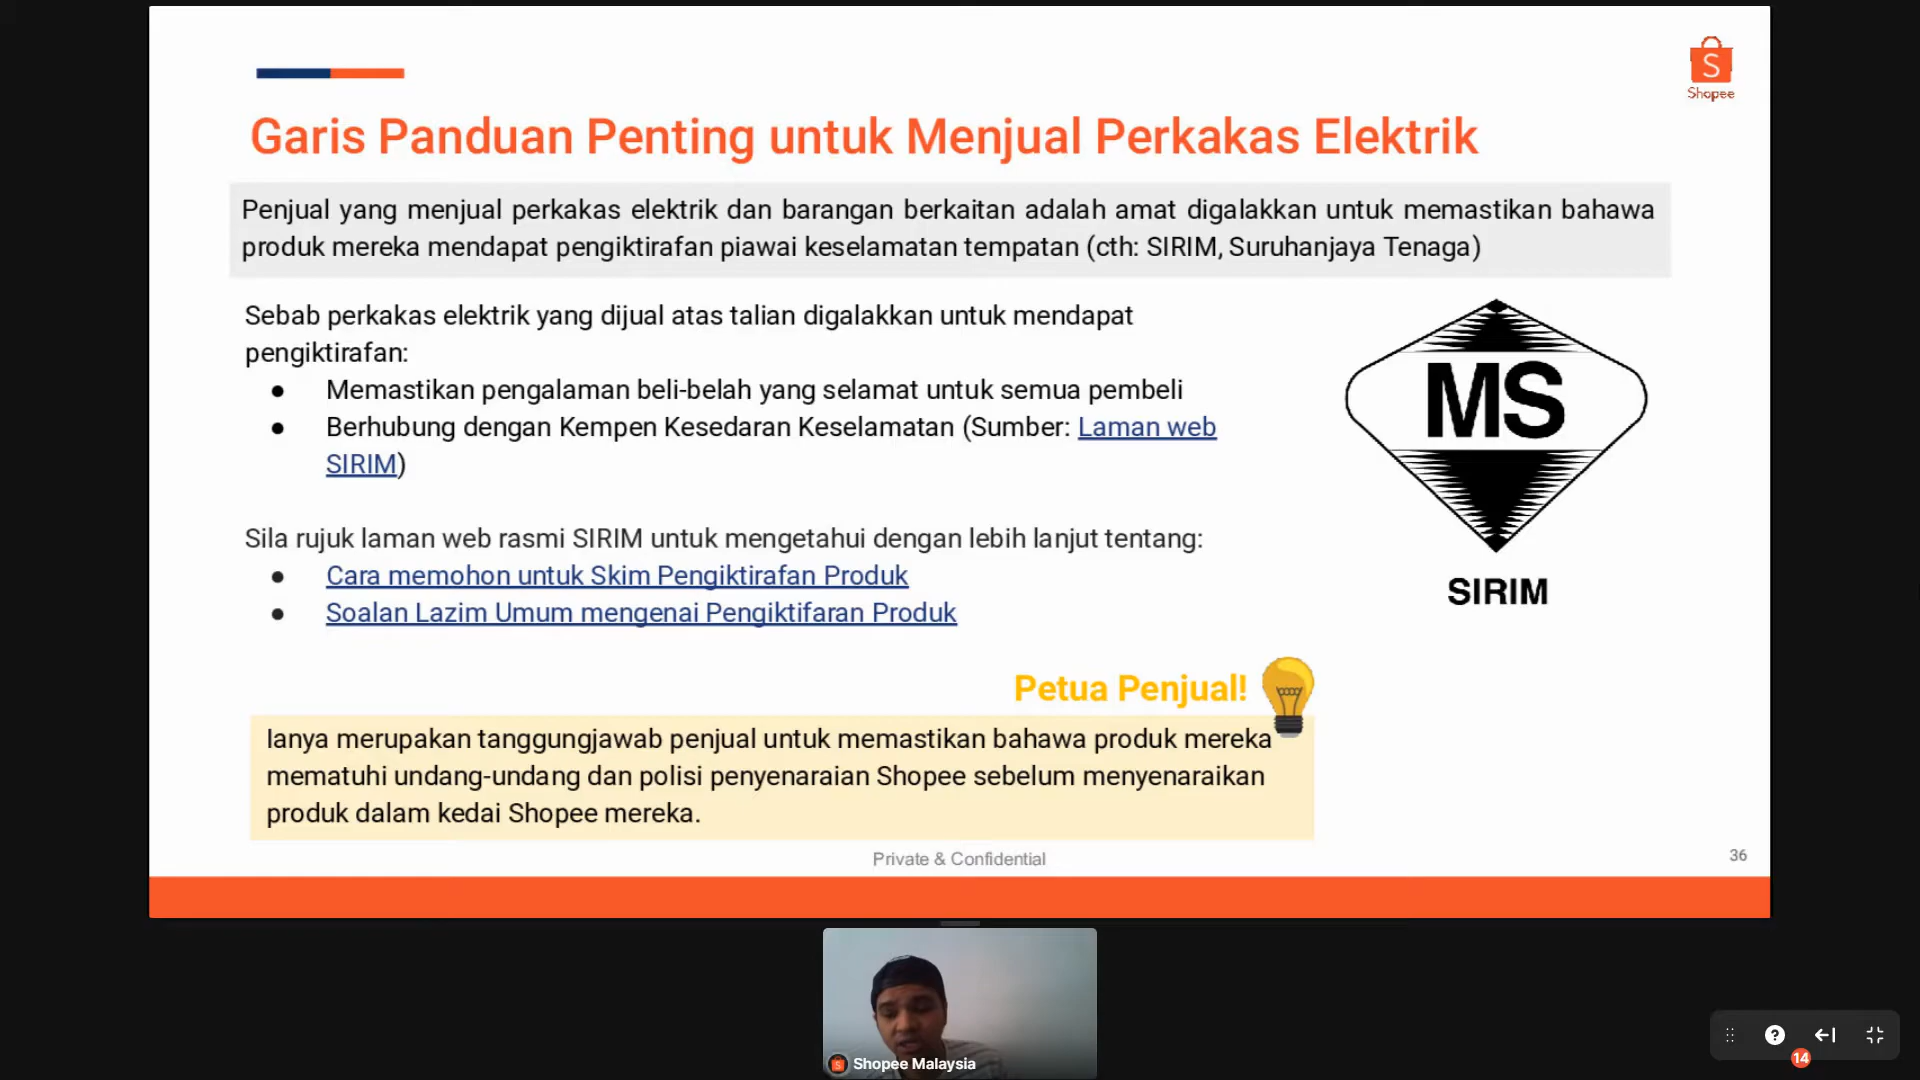 S
Shopee
Garis Panduan Penting untuk Menjual Perkakas Elektrik
Penjual yang menjual perkakas elektrik dan barangan berkaitan adalah amat digalakkan untuk memastikan bahawa
produk mereka mendapat pengiktirafan piawai keselamatan tempatan (cth: SIRIM, Suruhanjaya Tenaga)
Sebab perkakas elektrik yang dijual atas talian digalakkan untuk mendapat
pengiktirafan:
● Memastikan pengalaman beli-belah yang selamat untuk semua pembeli
● Berhubung dengan Kempen Kesedaran Keselamatan (Sumber: Laman web
SIRIM)
MS
SIRIM
Sila rujuk laman web rasmi SIRIM untuk mengetahui dengan lebih lanjut tentang:
● Cara memohon untuk Skim Pengiktirafan Produk
● Soalan Lazim Umum mengenai Pengiktifaran Produk
Petua Penjual!
Ianya merupakan tanggungjawab penjual untuk memastikan bahawa produk mereka
mematuhi undang-undang dan polisi penyenaraian Shopee sebelum menyenaraikan
produk dalam kedai Shopee mereka.
Private & Confidential
36
Shopee Malaysia
?
14